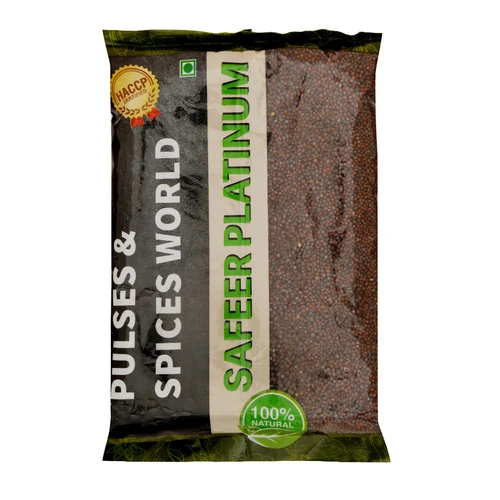 HACCP
CERTIFIED
PULSES &
SPICES WORLD
SAFEER PLATINUM
100%
NATURAL